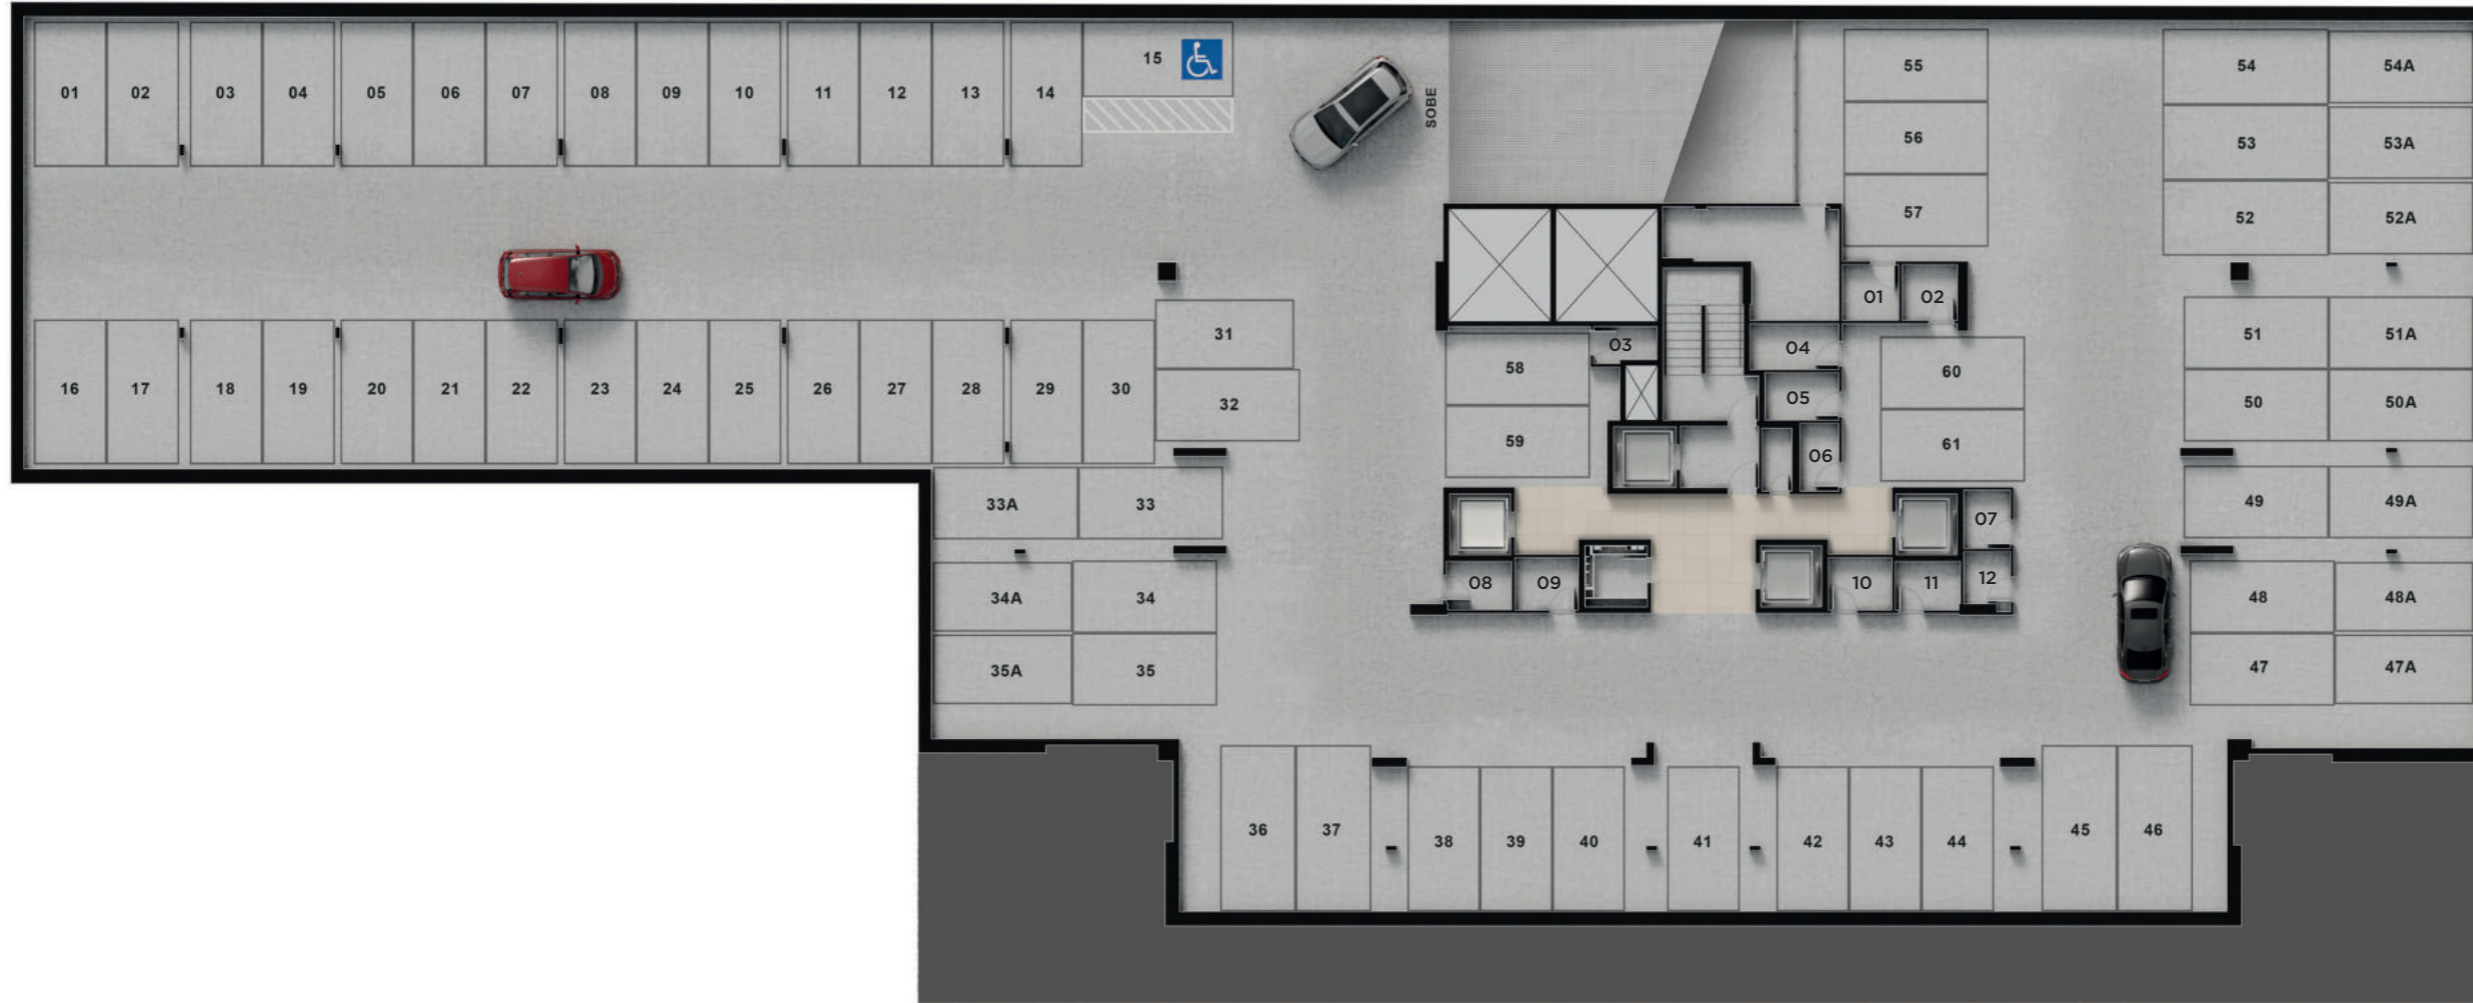 01 02 03 04 05 06 07 08 09 10 11 12 13 14 15
SOBE
55 54 54A
56 53 53A
57 52 52A
01 02
31 03 04 51 51A
58 60
16 17 18 19 20 21 22 23 24 25 26 27 28 29 30 32 05 50 50A
59 06 61
33A 33 07 49 49A
08 09 10 11 12
34A 34 48 48A
35A 35 47 47A
36 37 38 39 40 41 42 43 44 45 46